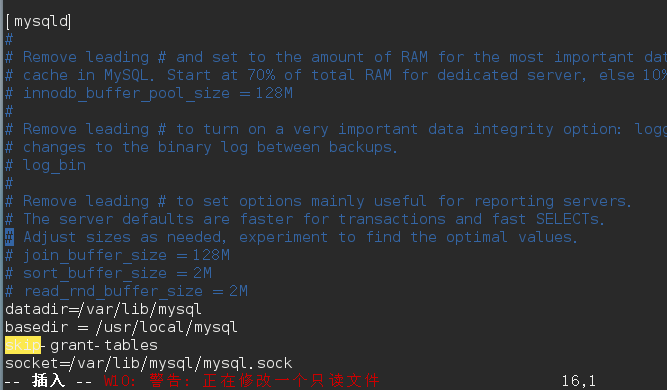 [mysqld]
#
# Remove leading # and set to the amount of RAM for the most important dat
# cache in MySQL. Start at 70% of total RAM for dedicated server, else 10%
# innodb_buffer_pool_size = 128M
#
# Remove leading # to turn on a very important data integrity option: logg
# changes to the binary log between backups.
# log_bin
#
# Remove leading # to set options mainly useful for reporting servers.
# The server defaults are faster for transactions and fast SELECTs.
# Adjust sizes as needed, experiment to find the optimal values.
# join_buffer_size = 128M
# sort_buffer_size = 2M
# read_rnd_buffer_size = 2M
datadir=/var/lib/mysql
basedir = /usr/local/mysql
skip-grant-tables
socket=/var/lib/mysql/mysql.sock
-- 插入 -- W10: 警告: 正在修改一个只读文件 16,1